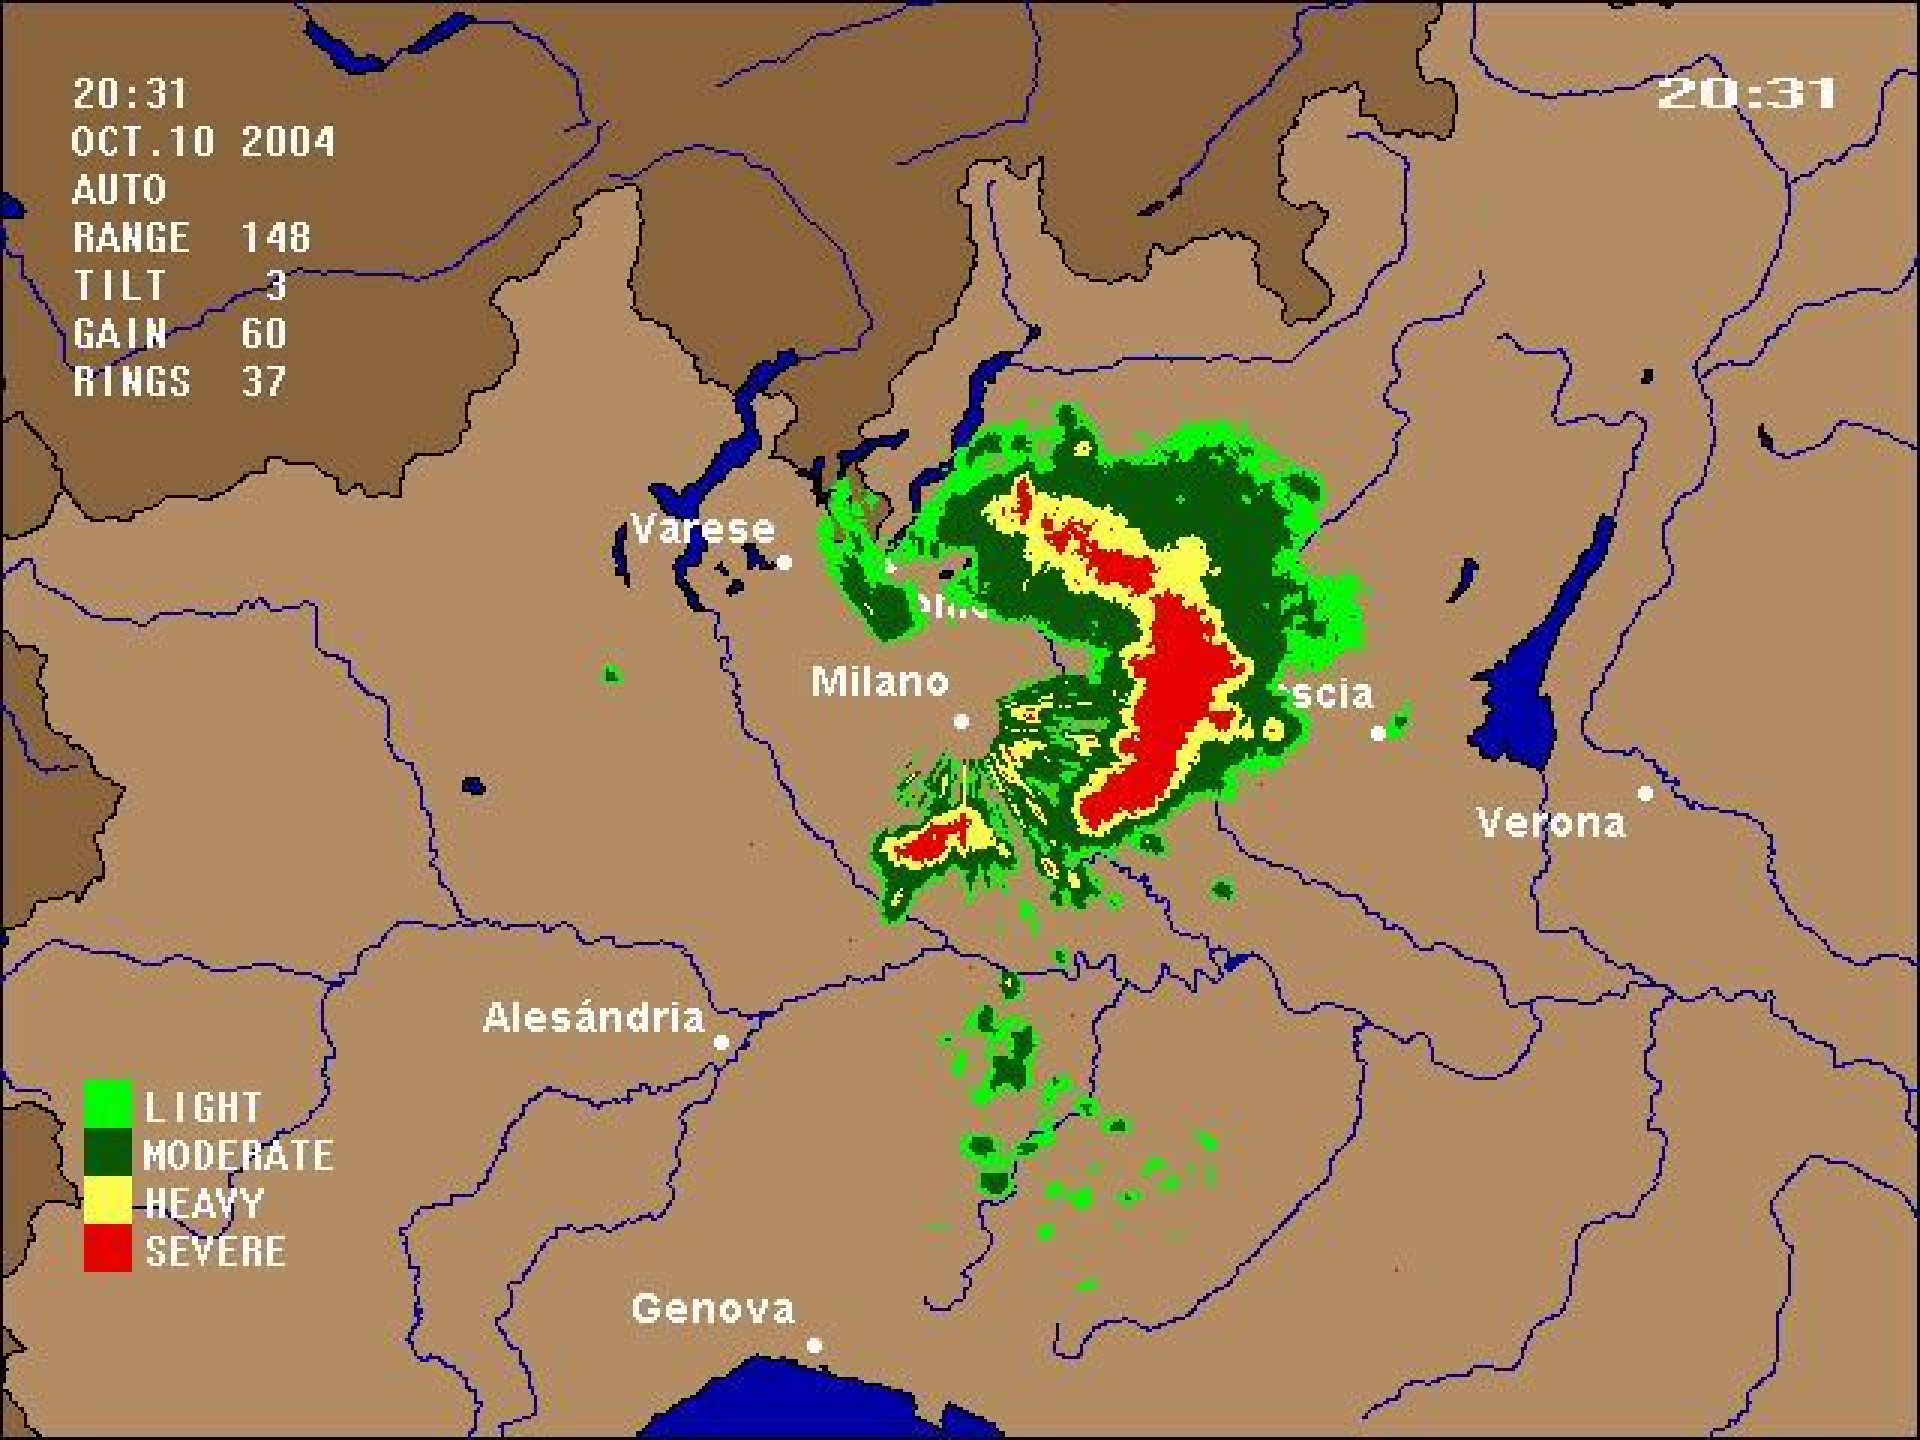 20:31
20:31
OCT.10 2004
AUTO
RANGE 148
TILT 3
GAIN 60
RINGS 37
Varese
Milano
Verona
Alesándria
LIGHT
MODERATE
HEAVY
SEVERE
Genova